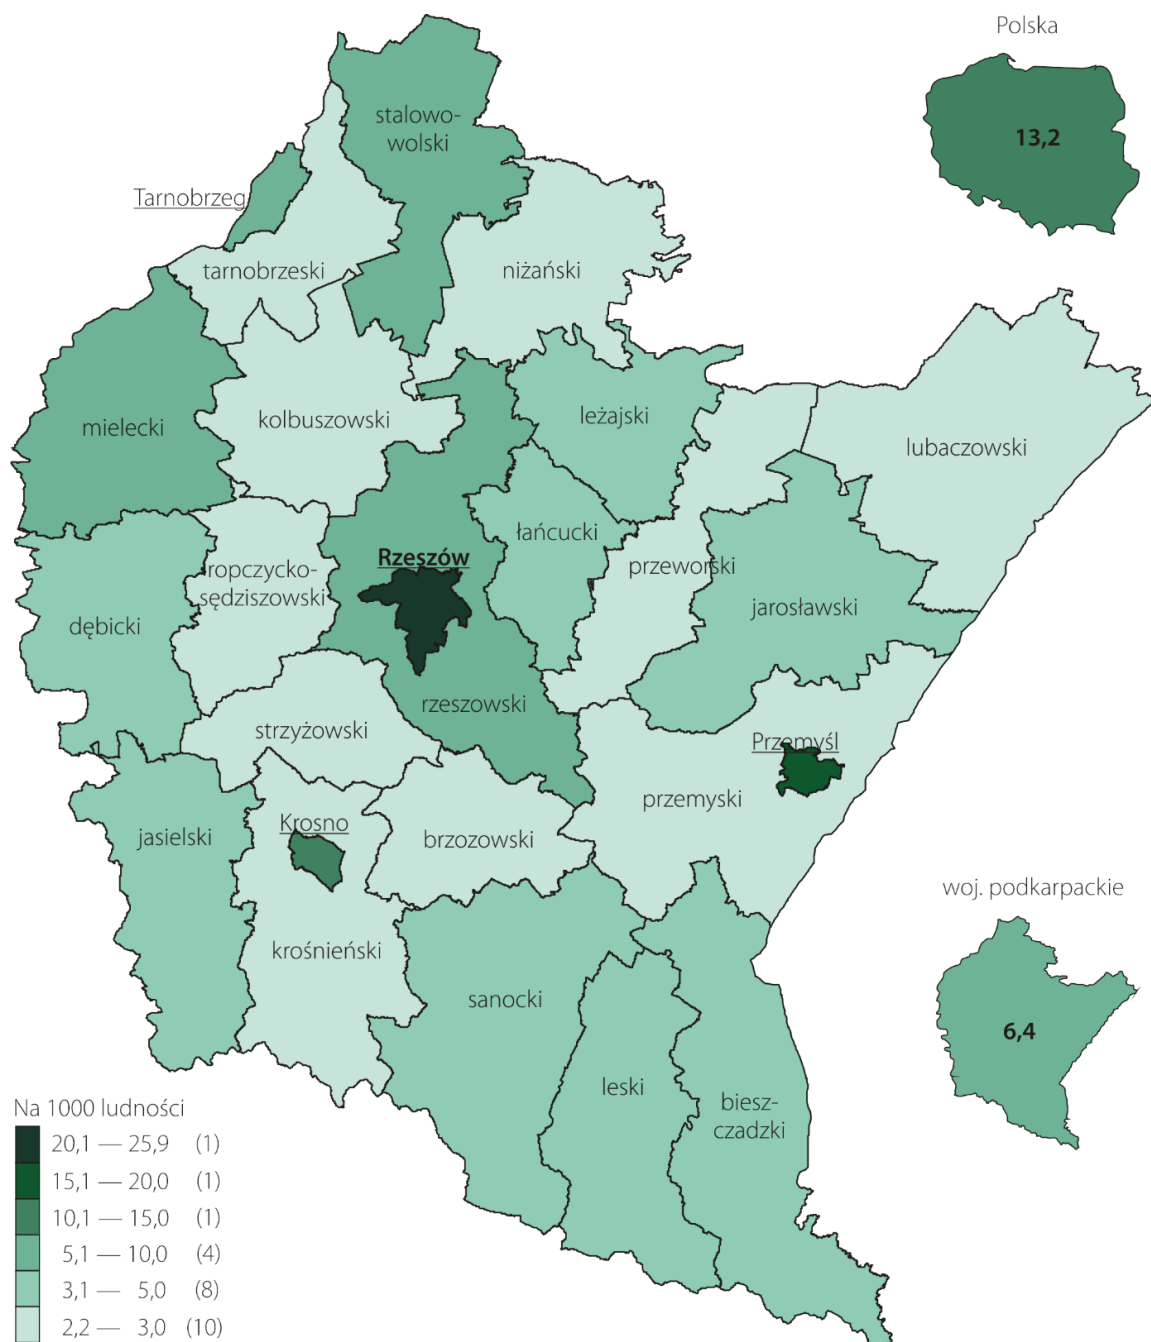 Polska
13,2
stalowo-
wolski
Tarnobrzeg
tarnobrzeski
niżański
mielecki
kolbuszowski
leżajski
lubaczowski
łańcucki
Rzeszów
ropczycko-
sędziszowski
przeworski
jarosławski
dębicki
rzeszowski
strzyżowski
Przemyśl
przemyski
Krosno
jasielski
brzozowski
woj. podkarpackie
6,4
krośnieński
sanocki
leski
biesz-
czadzki
Na 1000 ludności
20,1 — 25,9 (1)
15,1 — 20,0 (1)
10,1 — 15,0 (1)
5,1 — 10,0 (4)
3,1 — 5,0 (8)
2,2 — 3,0 (10)